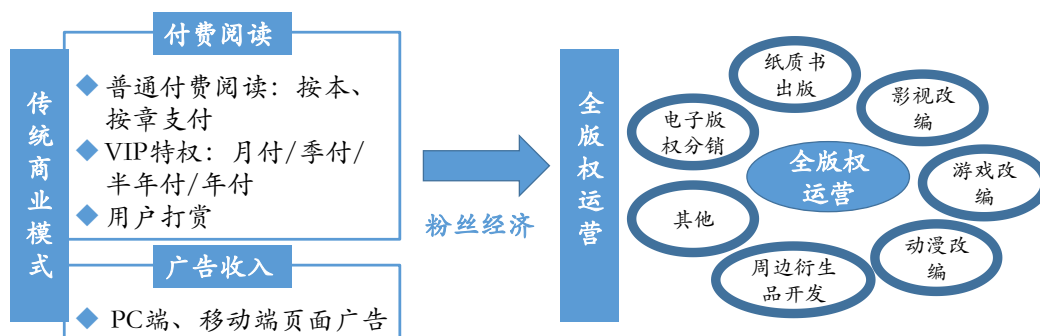 传统商业模式
付费阅读
普通付费阅读：按本、
按章支付
VIP特权：月付/季付/
半年付/年付
用户打赏
广告收入
PC端、移动端页面广告
粉丝经济
全版权运营
纸质书
出版
影视改
编
电子版
权分销
全版权
运营
游戏改
编
其他
动漫改
编
周边衍生
品开发